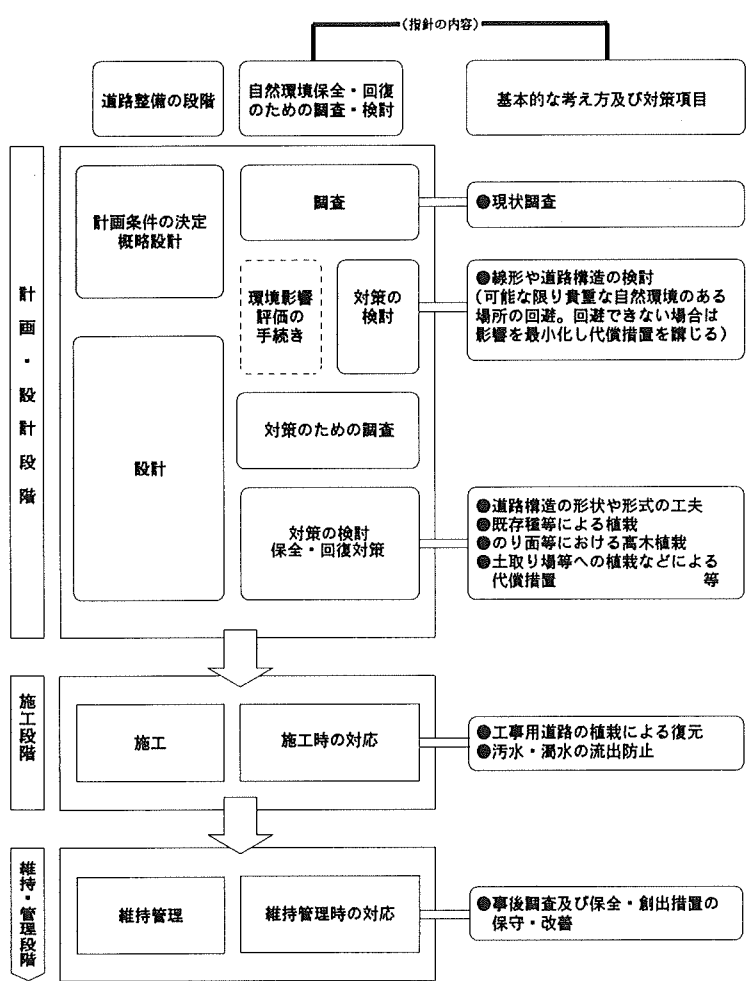 (指針の内容)
道路整備の段階
自然環境保全・回復
のための調査・検討
基本的な考え方及び対策項目
計画・設計段階
計画条件の決定
概略設計
調査
●現状調査
環境影響
評価の
手続き
対策の
検討
●線形や道路構造の検討
(可能な限り貴重な自然環境のある
場所の回避。回避できない場合は
影響を最小化し代償措置を講じる)
設計
対策のための調査
対策の検討
保全・回復対策
●道路構造の形状や形式の工夫
●既存種等による植栽
●のり面等における高木植栽
●土取り場等への植栽などによる
代償措置 等
施工段階
施工
施工時の対応
●工事用道路の植栽による復元
●汚水・濁水の流出防止
維持・管理段階
維持管理
維持管理時の対応
●事後調査及び保全・創出措置の
保守・改善